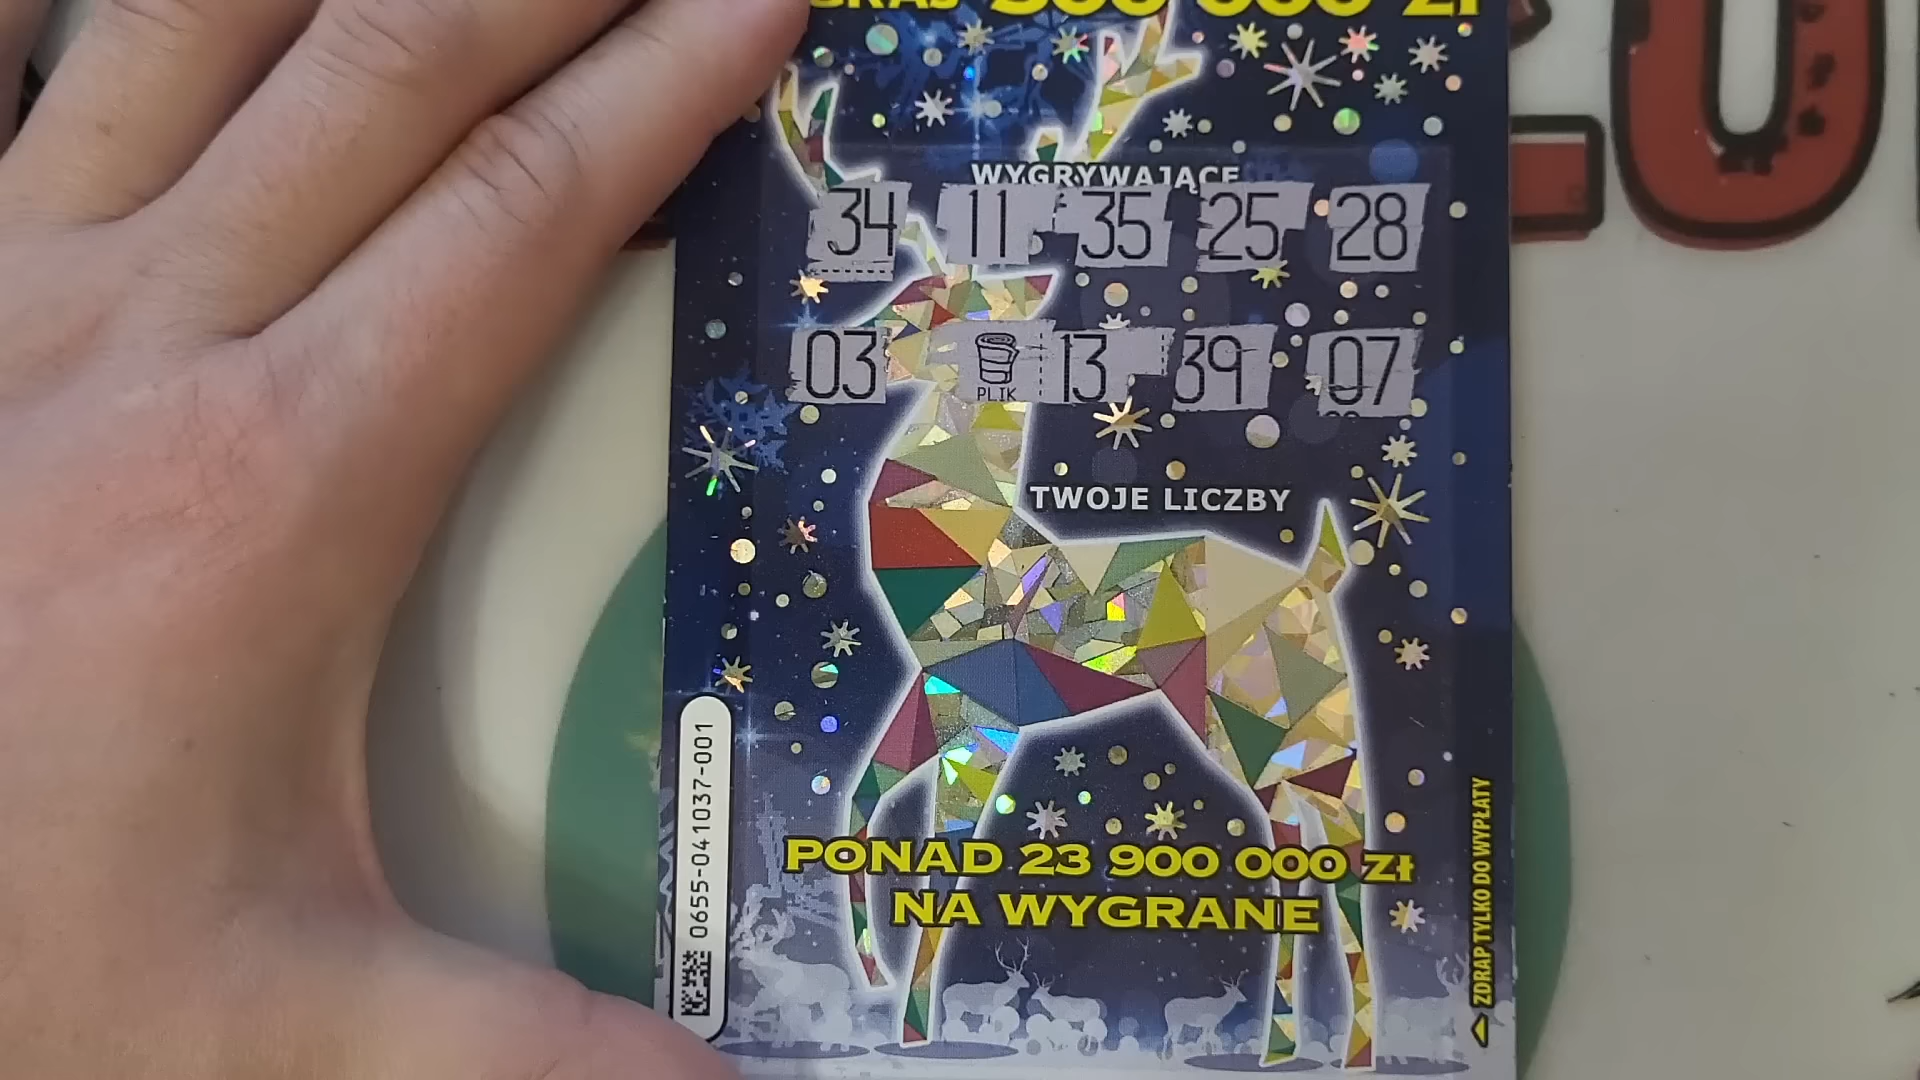 WYGRYWAJĄCE
34 11 35 25 28
03 PLIK 13 39 07
TWOJE LICZBY
PONAD 23 900 000 Zł
NA WYGRANE
0655-041037-001
ZDRAP TYLKO DO WYPŁATY